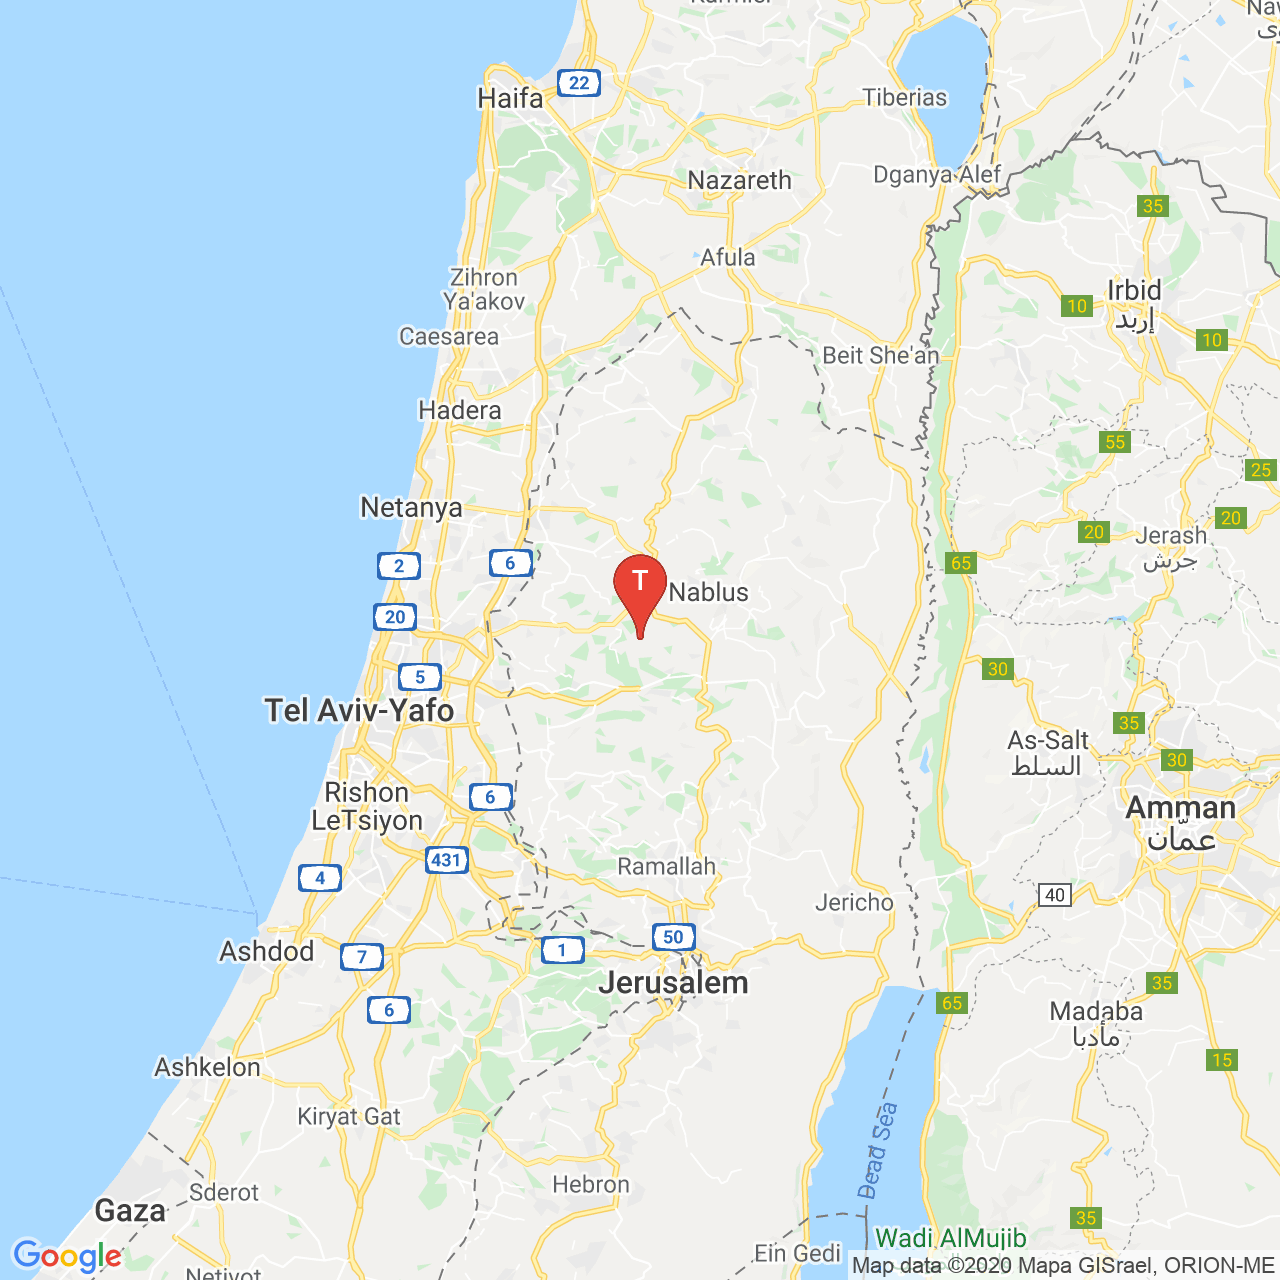 Haifa
22
Tiberias
Nazareth
Dganya Alef
35
Afula
Zihron
Ya'akov
Irbid
إربد
10
Caesarea
10
Beit She'an
Hadera
55
25
Netanya
20
20
Jerash
جرش
2
6
65
T
Nablus
20
30
5
Tel Aviv-Yafo
35
As-Salt
السلط
30
Rishon
LeTsiyon
6
Amman
عمّان
431
Ramallah
4
Jericho
40
Ashdod
50
7
1
Jerusalem
35
65
6
Madaba
مأدبا
Ashkelon
15
Kiryat Gat
Dead Sea
Hebron
Sderot
Gaza
35
Wadi AlMujib
Ein Gedi
Google
Netivot
Map data ©2020 Mapa GISrael, ORION-ME